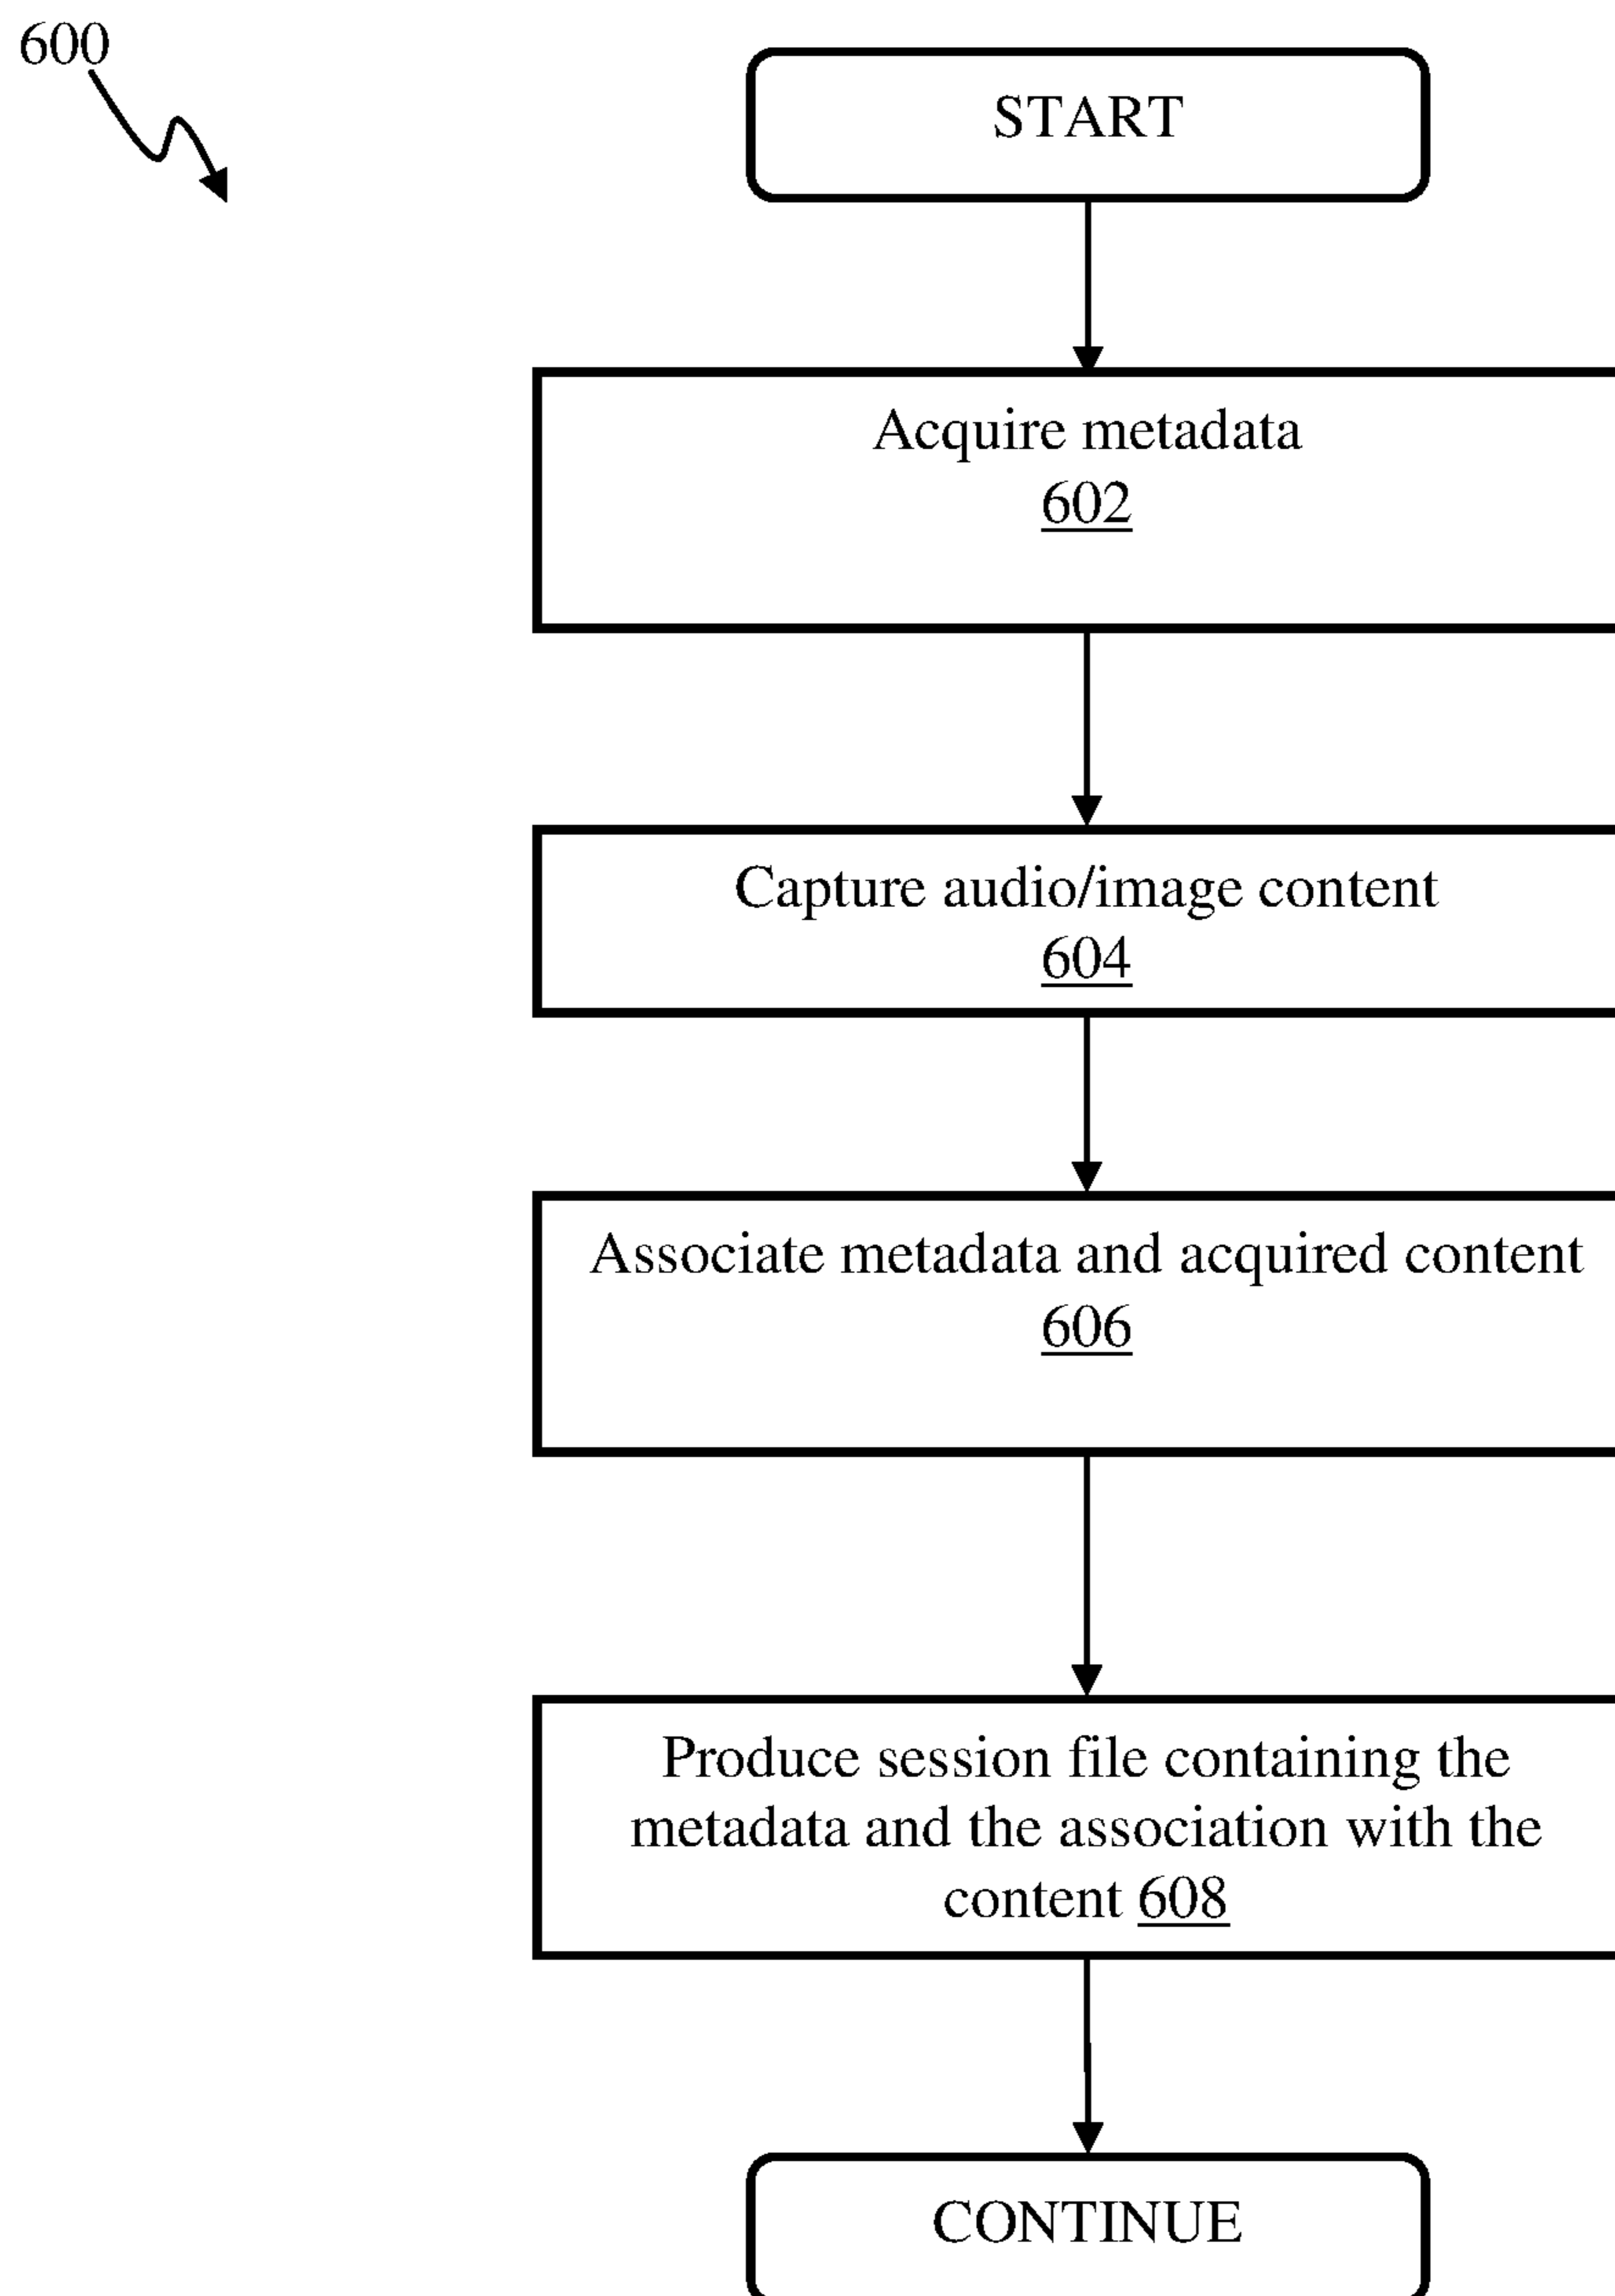 600
START
Acquire metadata
602
Capture audio/image content
604
Associate metadata and acquired content
606
Produce session file containing the
metadata and the association with the
content 608
CONTINUE